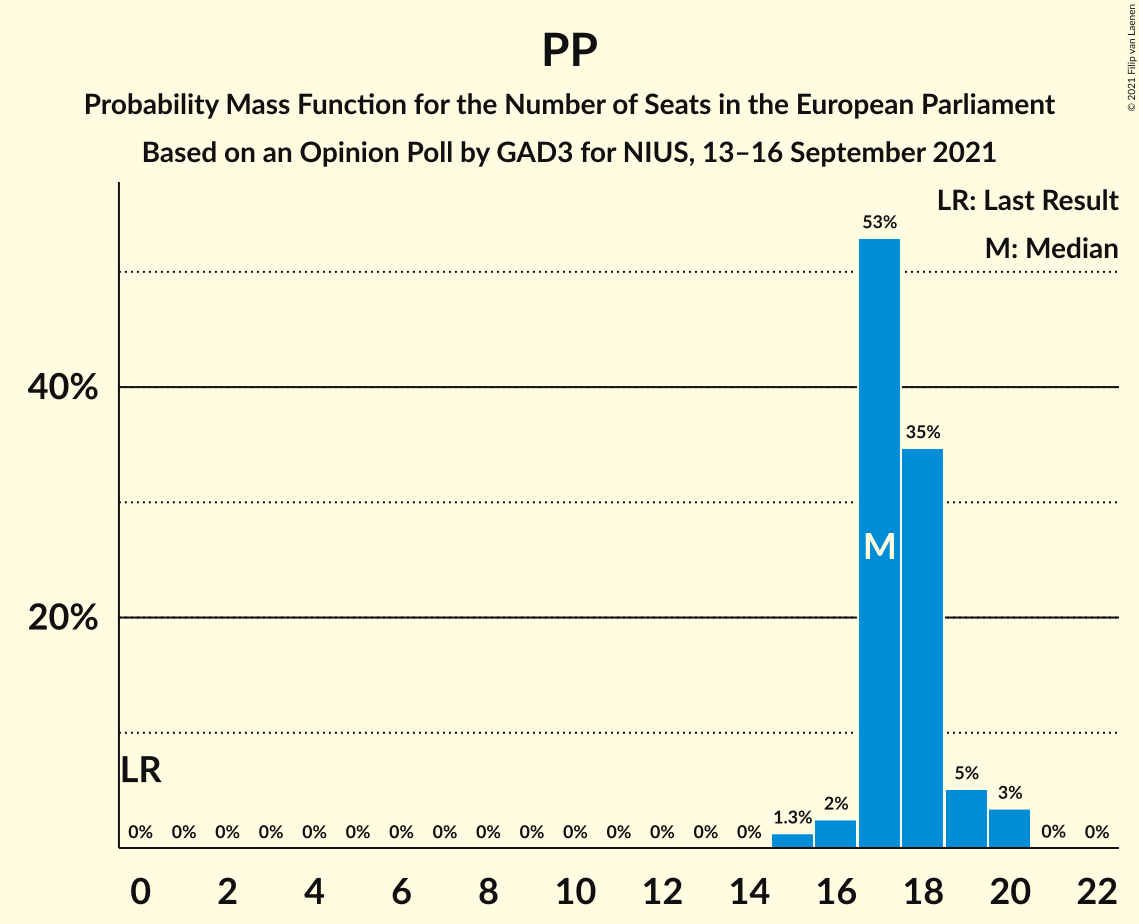 PP
Probability Mass Function for the Number of Seats in the European Parliament
Based on an Opinion Poll by GAD3 for NIUS, 13–16 September 2021
© 2021 Filip van Laenen
LR: Last Result
M: Median
53%
40%
35%
M
20%
LR
5%
3%
2%
1.3%
0% 0% 0% 0% 0% 0% 0% 0% 0% 0% 0% 0% 0% 0% 0% 0% 0%
0 2 4 6 8 10 12 14 16 18 20 22